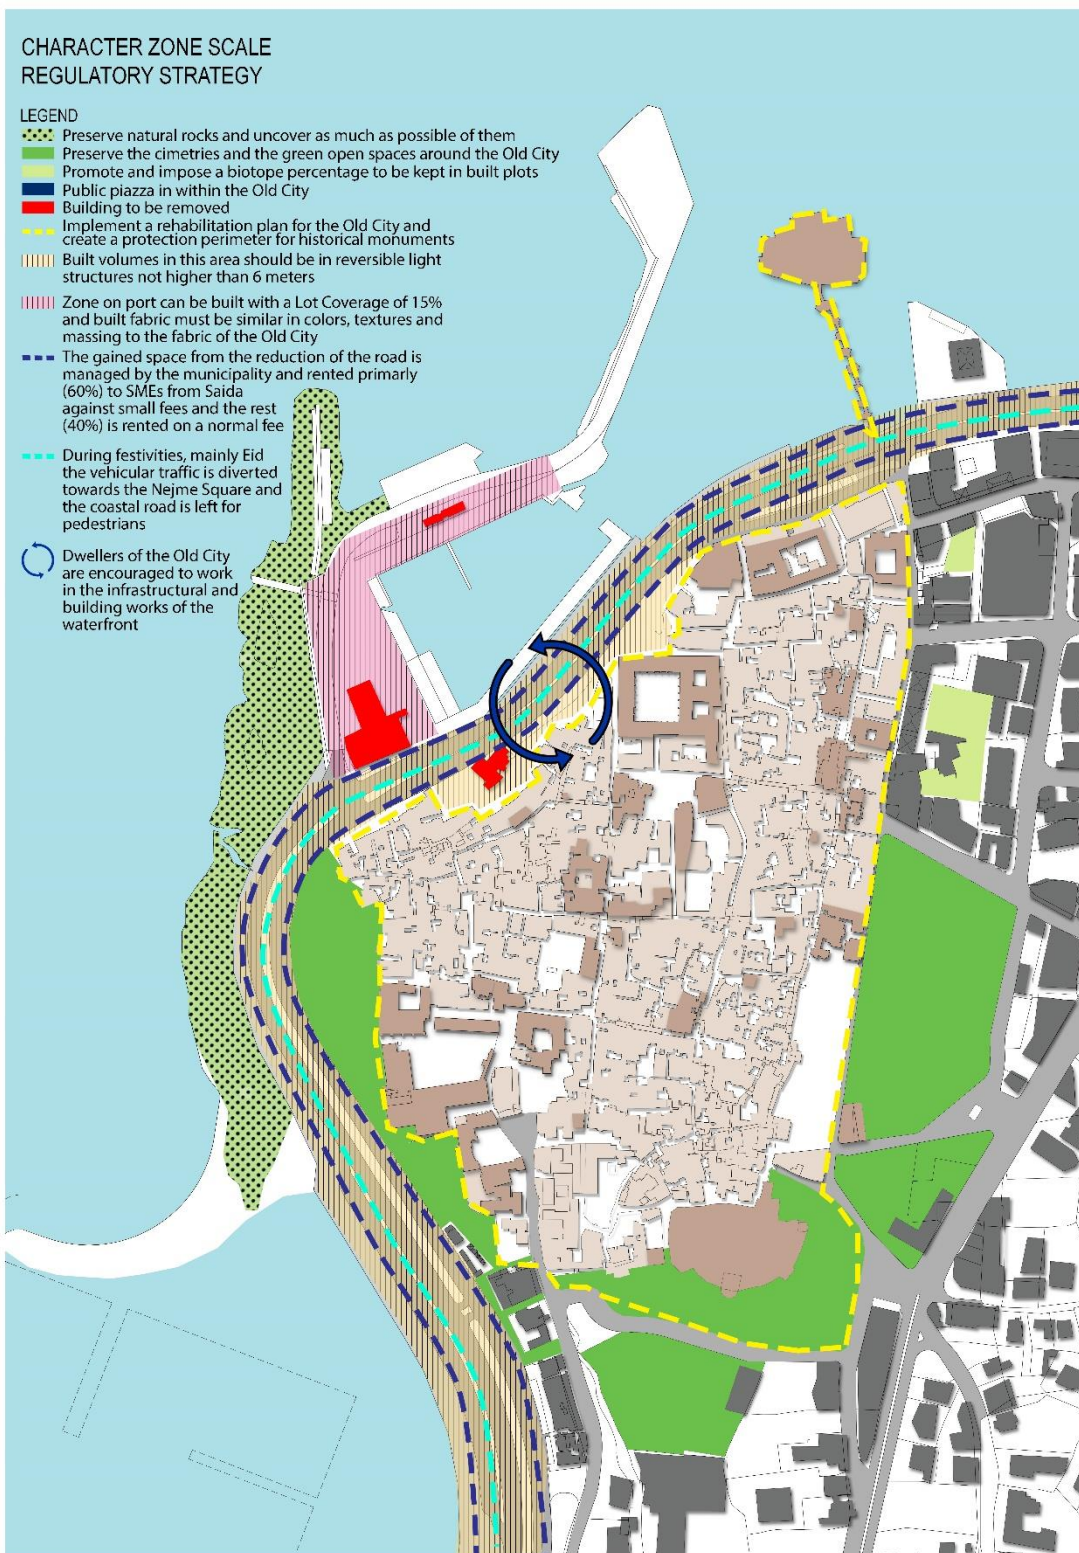 CHARACTER ZONE SCALE
REGULATORY STRATEGY
LEGEND
Preserve natural rocks and uncover as much as possible of them
Preserve the cimetries and the green open spaces around the Old City
Promote and impose a biotope percentage to be kept in built plots
Public piazza in within the Old City
Building to be removed
Implement a rehabilitation plan for the Old City and
create a protection perimeter for historical monuments
Built volumes in this area should be in reversible light
structures not higher than 6 meters
Zone on port can be built with a Lot Coverage of 15%
and built fabric must be similar in colors, textures and
massing to the fabric of the Old City
The gained space from the reduction of the road is
managed by the municipality and rented primarly
(60%) to SMEs from Saida
against small fees and the rest
(40%) is rented on a normal fee
During festivities, mainly Eid
the vehicular traffic is diverted
towards the Nejme Square and
the coastal road is left for
pedestrians
Dwellers of the Old City
are encouraged to work
in the infrastructural and
building works of the
waterfront